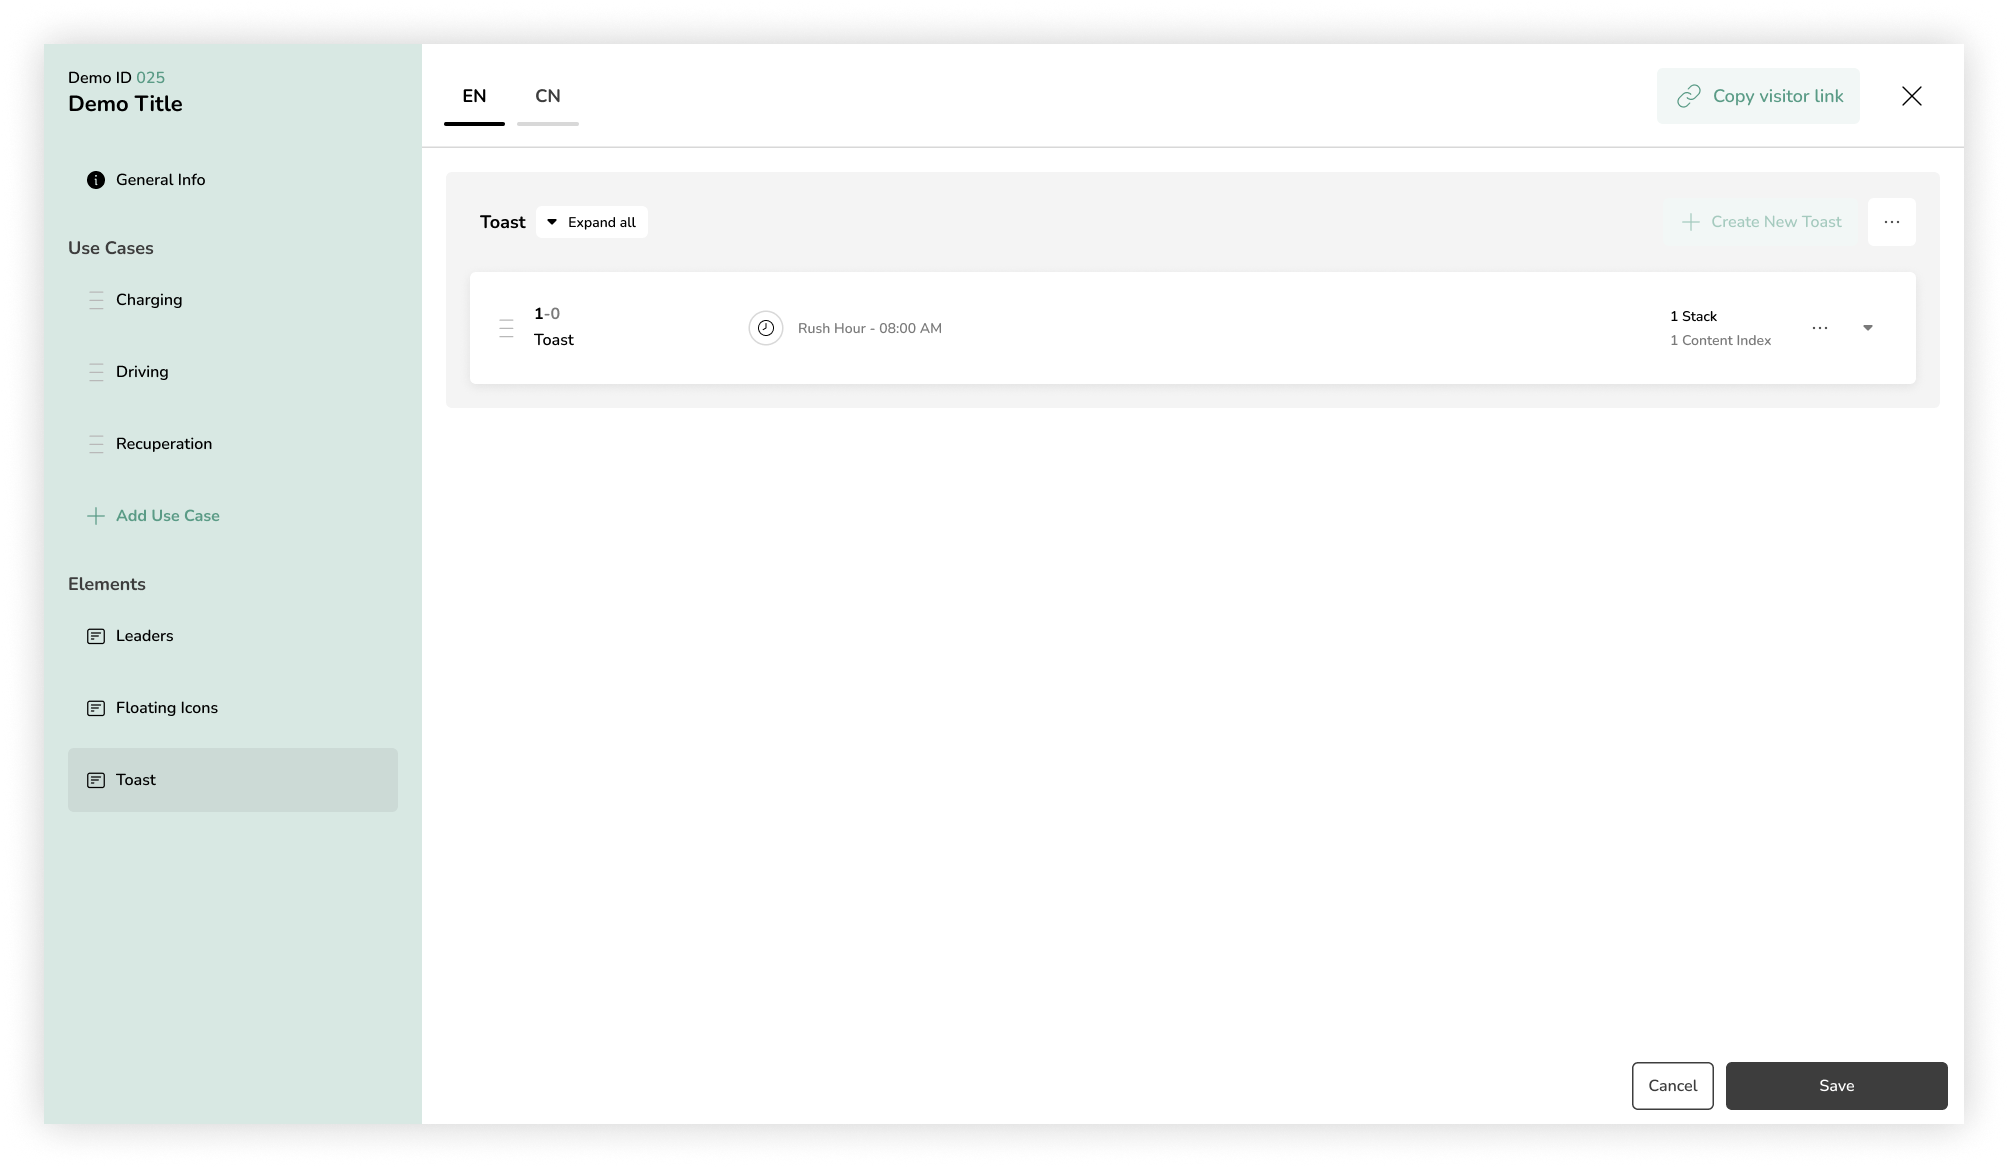 Demo ID 025
Demo Title
General Info
Use Cases
Charging
Driving
Recuperation
Add Use Case
Elements
Leaders
Floating Icons
Toast
EN
CN
Copy visitor link
Toast
Expand all
Create New Toast
1-0
Toast
Rush Hour - 08:00 AM
1 Stack
1 Content Index
Cancel
Save